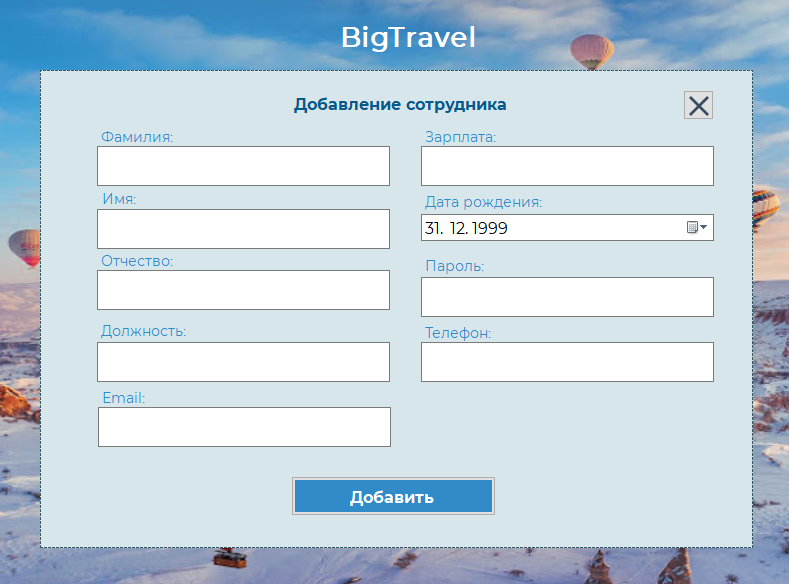 BigTravel
Добавление сотрудника
Фамилия:
Зарплата:
Имя:
Дата рождения:
31. 12. 1999
Отчество:
Пароль:
Должность:
Телефон:
Email:
Добавить